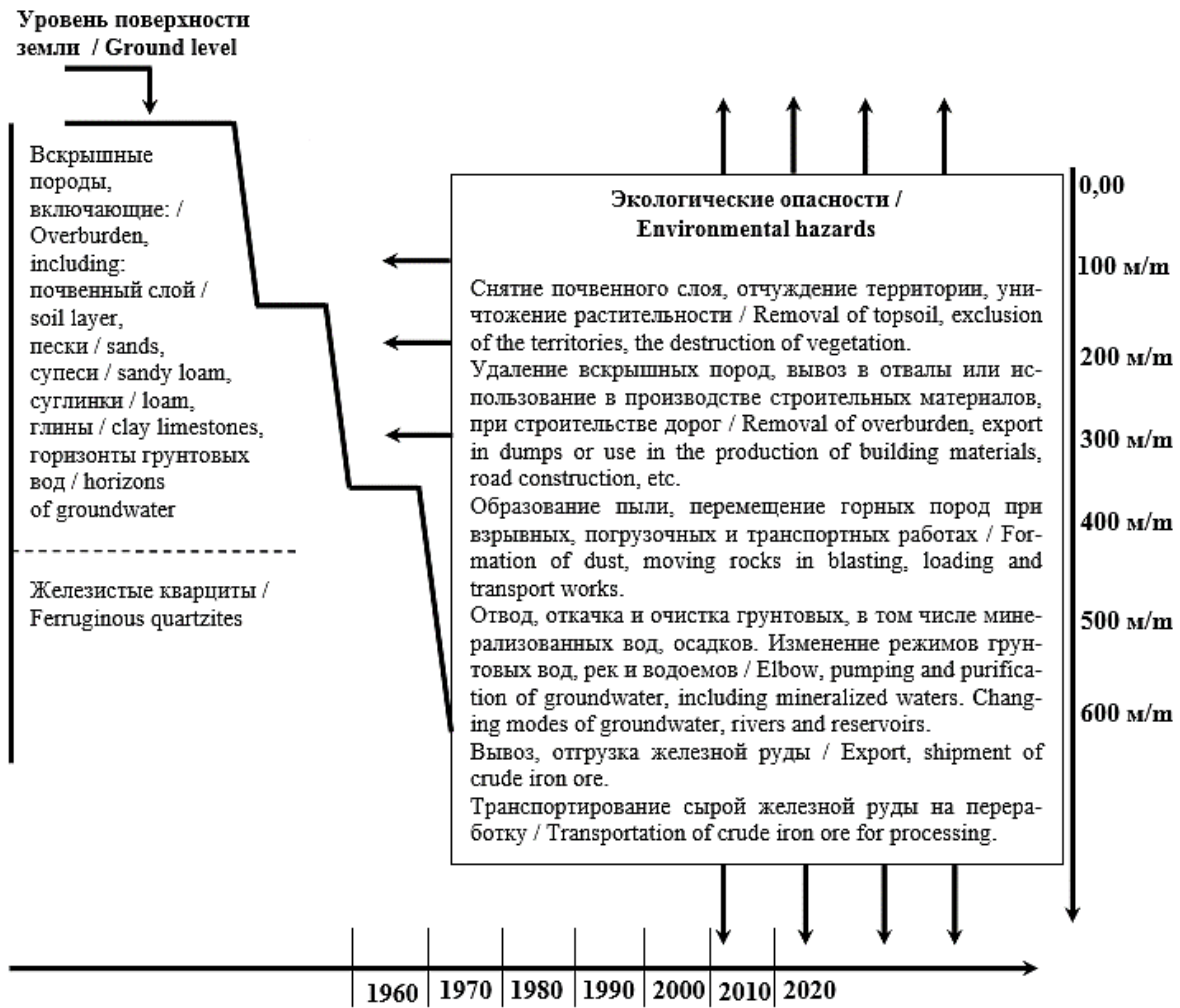 Уровень поверхности
земли / Ground level
Вскрышные
породы,
включающие: /
Overburden,
including:
почвенный слой /
soil layer,
пески / sands,
супеси / sandy loam,
суглинки / loam,
глины / clay limestones,
горизонты грунтовых
вод / horizons
of groundwater
Железистые кварциты /
Ferruginous quartzites
Экологические опасности /
Environmental hazards
Снятие почвенного слоя, отчуждение территории, уни-
чтожение растительности / Removal of topsoil, exclusion
of the territories, the destruction of vegetation.
Удаление вскрышных пород, вывоз в отвалы или ис-
пользование в производстве строительных материалов,
при строительстве дорог / Removal of overburden, export
in dumps or use in the production of building materials,
road construction, etc.
Образование пыли, перемещение горных пород при
взрывных, погрузочных и транспортных работах / For-
mation of dust, moving rocks in blasting, loading and
transport works.
Отвод, откачка и очистка грунтовых, в том числе мине-
рализованных вод, осадков. Изменение режимов грун-
товых вод, рек и водоемов / Elbow, pumping and purifica-
tion of groundwater, including mineralized waters. Chang-
ing modes of groundwater, rivers and reservoirs.
Вывоз, отгрузка железной руды / Export, shipment of
crude iron ore.
Транспортирование сырой железной руды на перера-
ботку / Transportation of crude iron ore for processing.
0,00
100 м/m
200 м/m
300 м/m
400 м/m
500 м/m
600 м/m
1960 1970 1980 1990 2000 2010 2020